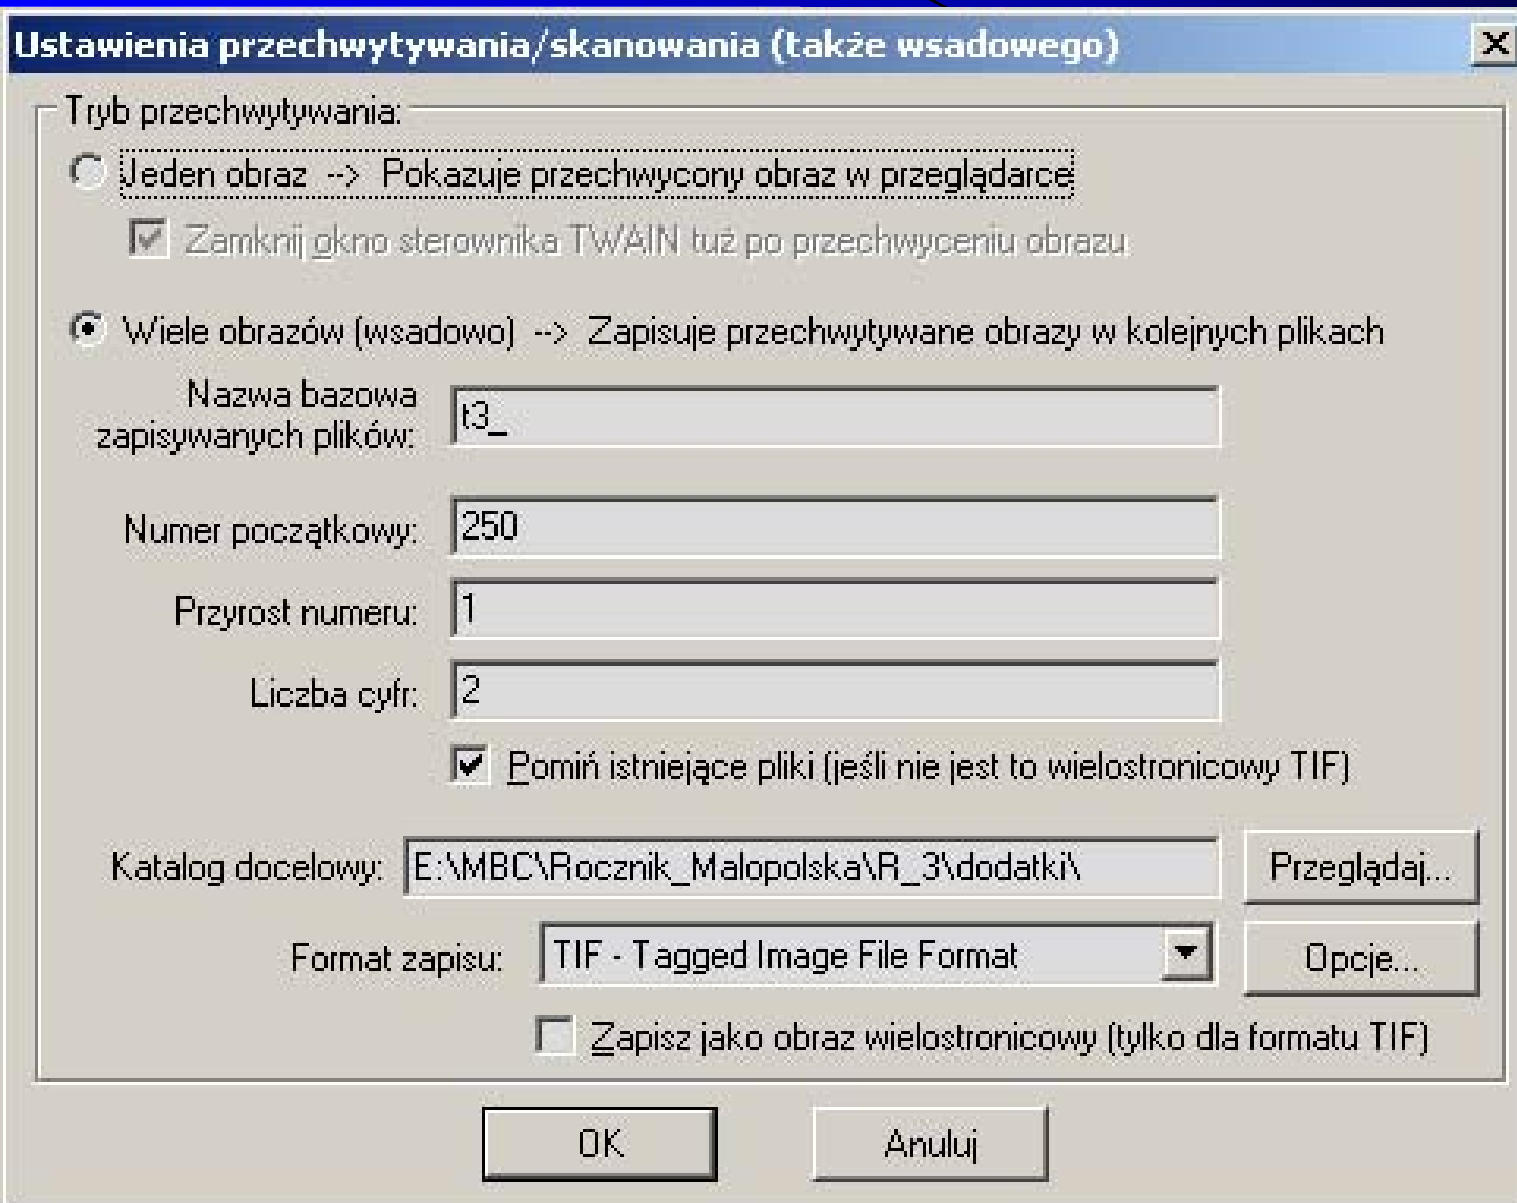 Ustawienia przechwytywania/skanowania (także wsadowego)
Tryb przechwytywania:
Jeden obraz --> Pokazuje przechwycony obraz w przeglądarce
Zamknij okno sterownika TWAIN tuż po przechwyceniu obrazu
Wiele obrazów (wsadowo) --> Zapisuje przechwytywane obrazy w kolejnych plikach
Nazwa bazowa
zapisywanych plików: t3_
Numer początkowy: 250
Przyrost numeru: 1
Liczba cyfr: 2
Pomiń istniejące pliki (jeśli nie jest to wielostronicowy TIF)
Katalog docelowy: E:\MBC\Rocznik_Malopolska\R_3\dodatki\ Przeglądaj...
Format zapisu: TIF - Tagged Image File Format Opcje...
Zapisz jako obraz wielostronicowy (tylko dla formatu TIF)
OK Anuluj